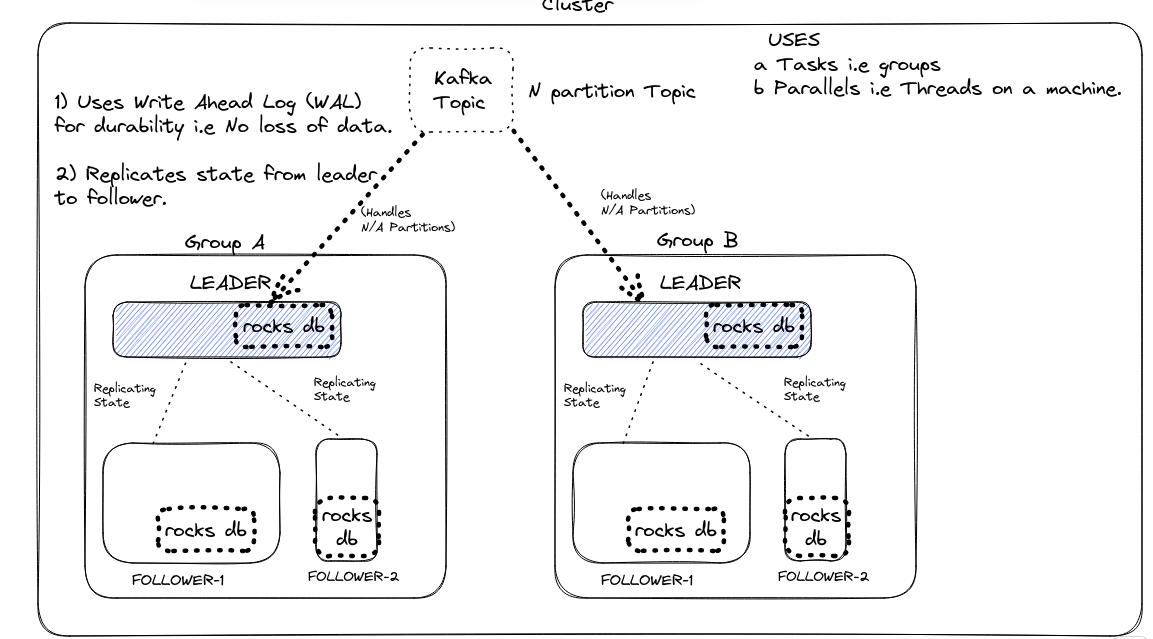 Cluster
USES
a Tasks i.e groups
b Parallels i.e Threads on a machine.
Kafka
Topic
N partition Topic
1) Uses Write Ahead Log (WAL)
for durability i.e No loss of data.
2) Replicates state from leader
to follower.
(Handles
N/A Partitions)
(Handles
N/A Partitions)
Group A
LEADER
rocks db
Replicating
State
Replicating
State
rocks db
rocks
db
FOLLOWER-1
FOLLOWER-2
Group B
LEADER
rocks db
Replicating
State
Replicating
State
rocks db
rocks
db
FOLLOWER-1
FOLLOWER-2